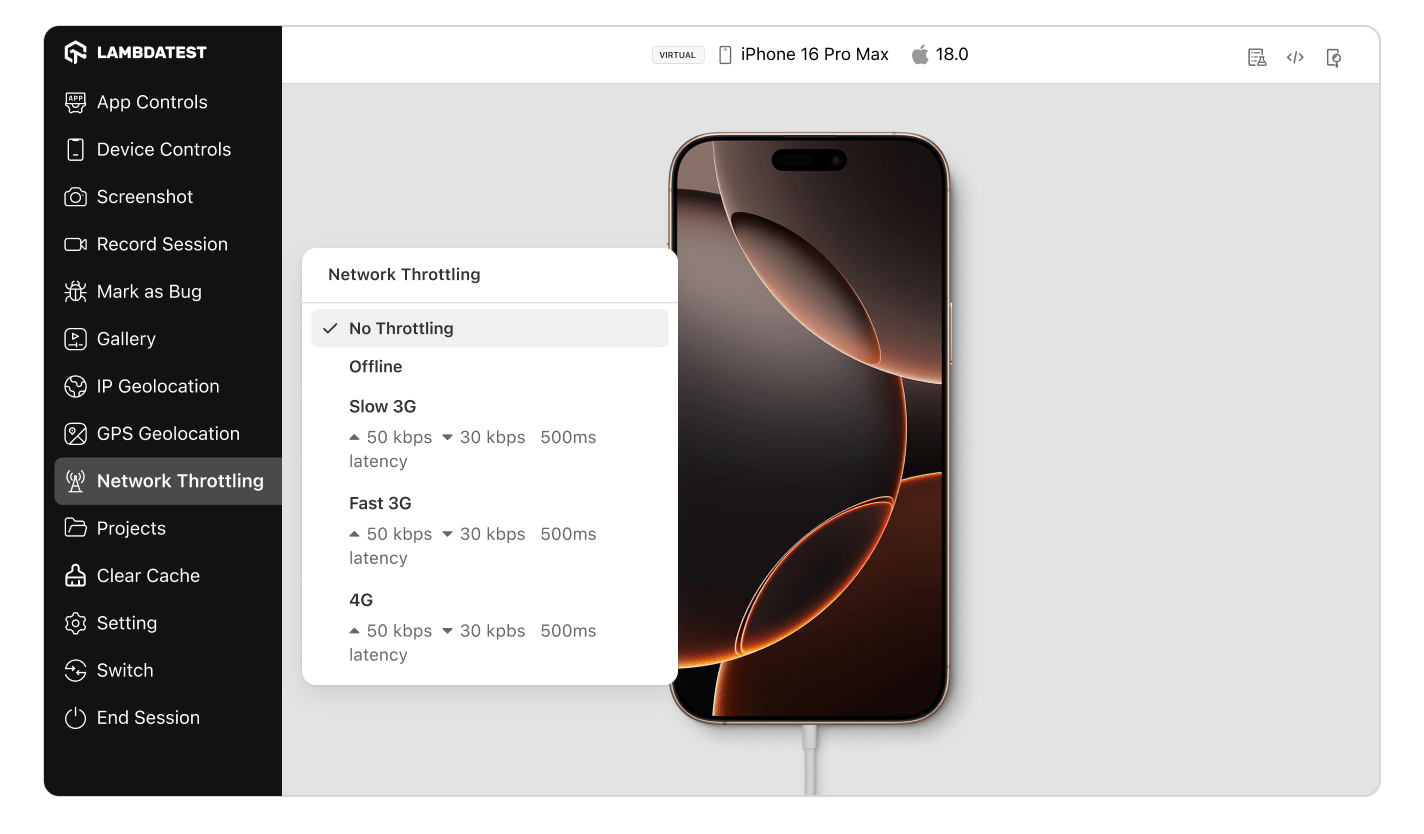 LAMBDATEST
App Controls
Device Controls
Screenshot
Record Session
Mark as Bug
Gallery
IP Geolocation
GPS Geolocation
Network Throttling
Projects
Clear Cache
Setting
Switch
End Session
VIRTUAL iPhone 16 Pro Max 18.0
Network Throttling
No Throttling
Offline
Slow 3G
50 kbps 30 kbps 500ms
latency
Fast 3G
50 kbps 30 kbps 500ms
latency
4G
50 kbps 30 kpbs 500ms
latency